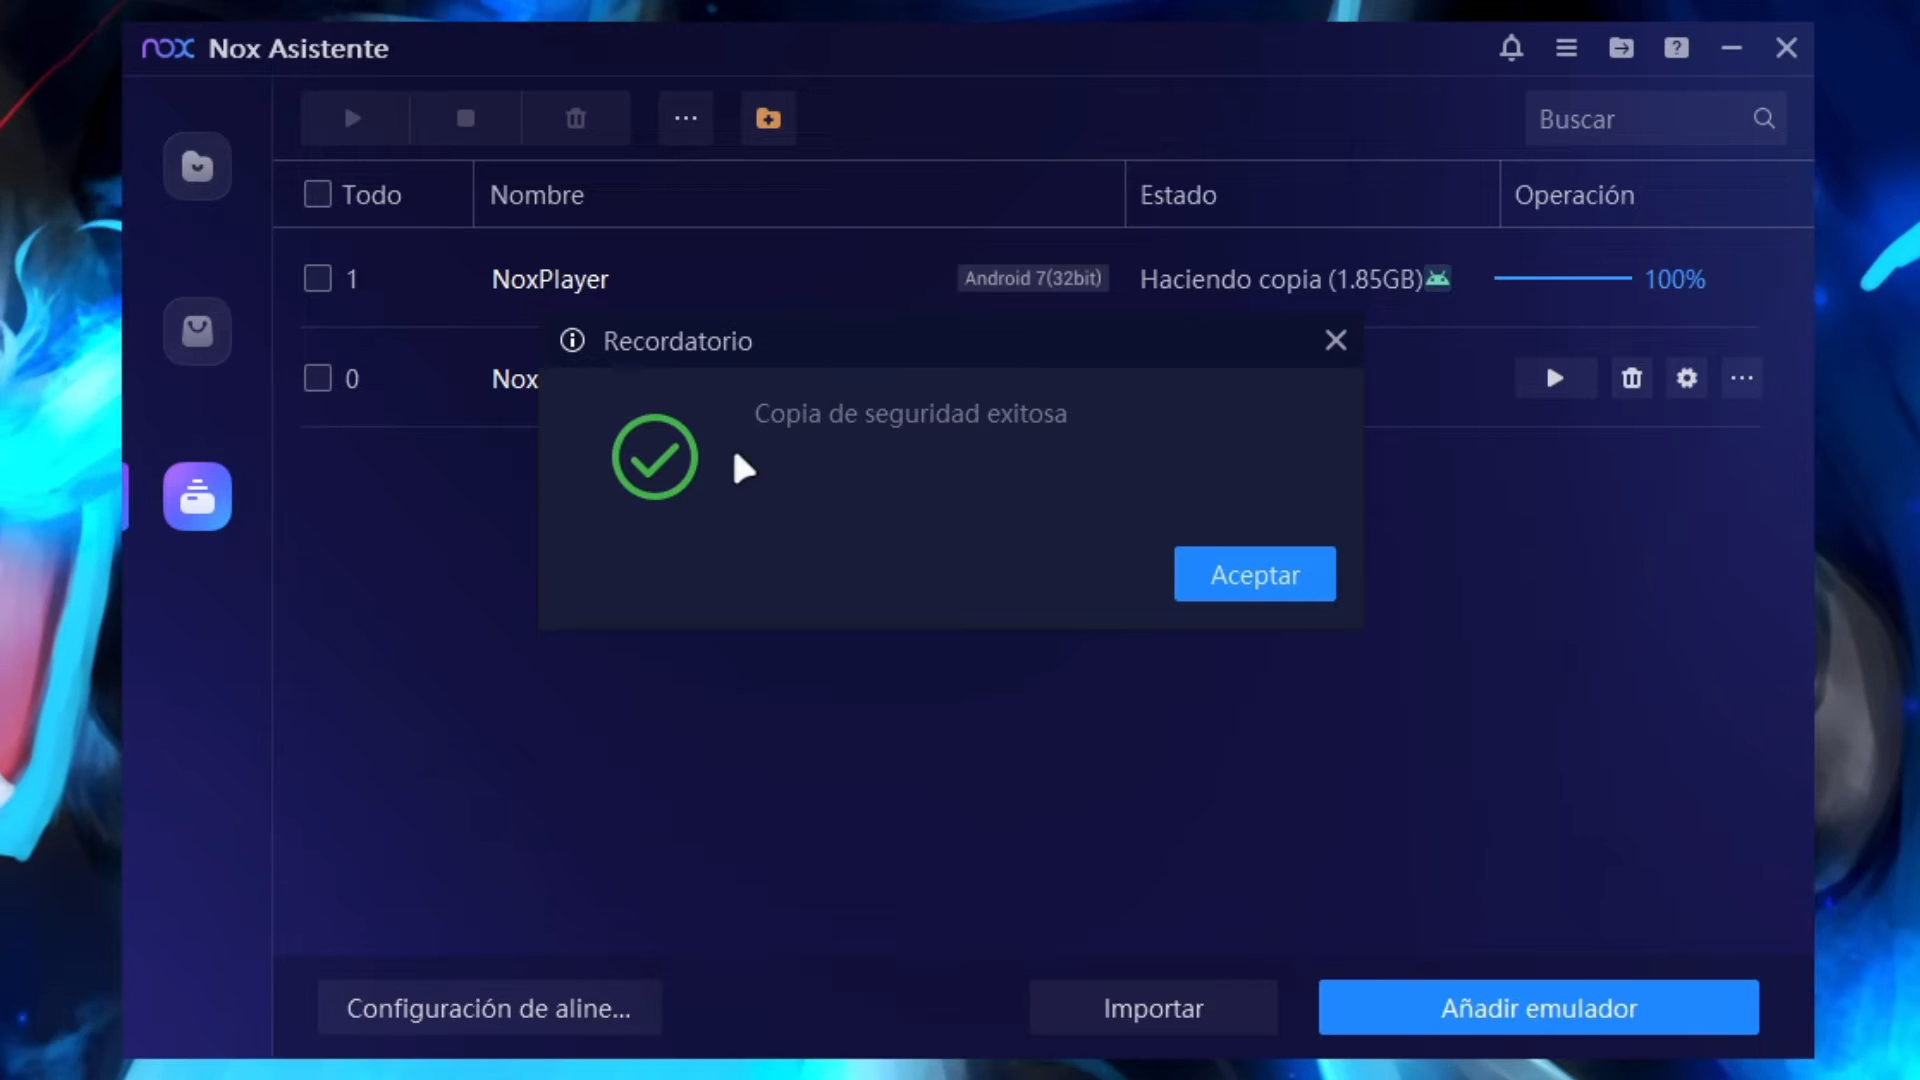 nox Nox Asistente
Buscar
Todo Nombre Estado Operación
1 NoxPlayer Android 7(32bit) Haciendo copia (1.85GB) 100%
Recordatorio
0 Nox
Copia de seguridad exitosa
Aceptar
Configuración de aline... Importar Añadir emulador